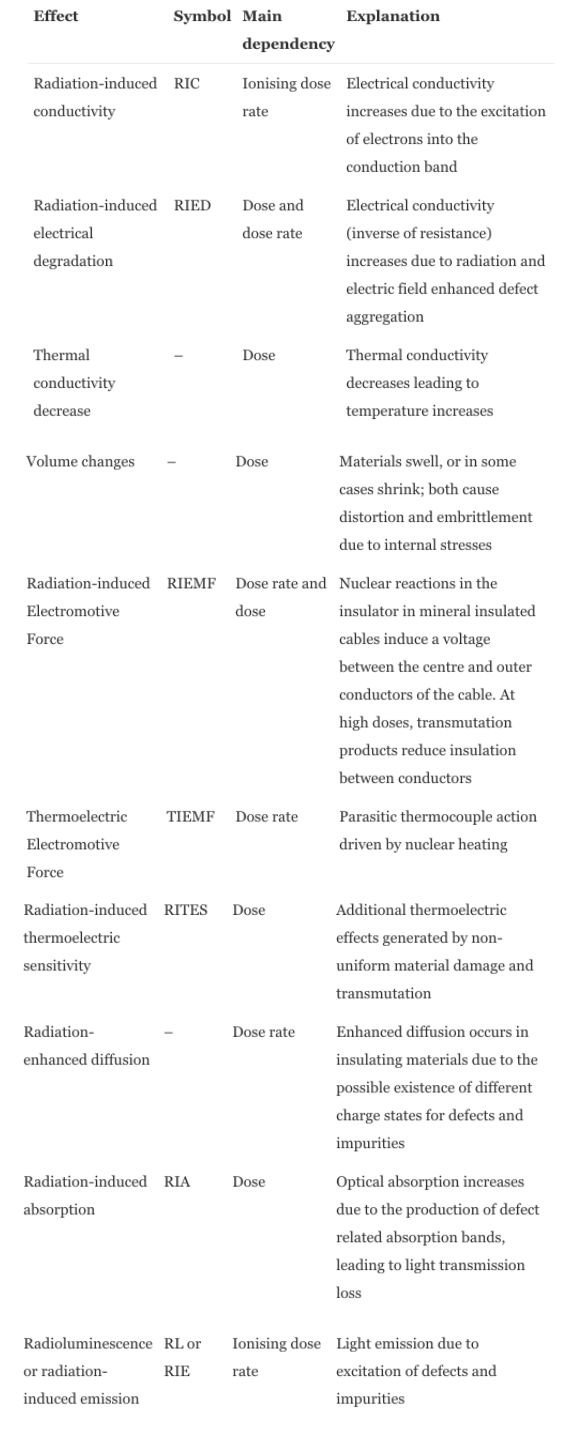 Effect Symbol Main Explanation
dependency
Radiation-induced RIC Ionising dose Electrical conductivity
conductivity rate increases due to the excitation
of electrons into the
conduction band
Radiation-induced RIED Dose and Electrical conductivity
electrical dose rate (inverse of resistance)
degradation increases due to radiation and
electric field enhanced defect
aggregation
Thermal – Dose Thermal conductivity
conductivity decreases leading to
decrease temperature increases
Volume changes – Dose Materials swell, or in some
cases shrink; both cause
distortion and embrittlement
due to internal stresses
Radiation-induced RIEMF Dose rate and Nuclear reactions in the
Electromotive dose insulator in mineral insulated
Force cables induce a voltage
between the centre and outer
conductors of the cable. At
high doses, transmutation
products reduce insulation
between conductors
Thermoelectric TIEMF Dose rate Parasitic thermocouple action
Electromotive driven by nuclear heating
Force
Radiation-induced RITES Dose Additional thermoelectric
thermoelectric effects generated by non-
sensitivity uniform material damage and
transmutation
Radiation- – Dose rate Enhanced diffusion occurs in
enhanced diffusion insulating materials due to the
possible existence of different
charge states for defects and
impurities
Radiation-induced RIA Dose Optical absorption increases
absorption due to the production of defect
related absorption bands,
leading to light transmission
loss
Radioluminescence RL or Ionising dose Light emission due to
or radiation- RIE rate excitation of defects and
induced emission impurities